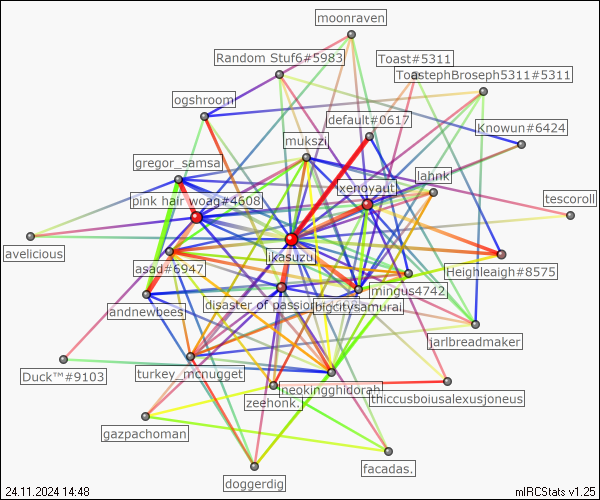 moonraven
Random Stuf6#5983
Toast#5311
ToastephBroseph5311#5311
ogshroom
default#0617
Knowun#6424
mukszi
gregor_samsa
lahnk
xenoyaut
pink hair woag#4608
tescoroll
avelicious
ikasuzu
asad#6947
Heighleaigh#8575
mingus4742
disaster of passion
bigcitysamurai
andnewbees
jarlbreadmaker
Duck™#9103
turkey_mcnugget
neokingghidorah
thiccusboiusalexusjoneus
zeehonk.
gazpachoman
facadas.
doggerdig
24.11.2024 14:48
mIRCStats v1.25